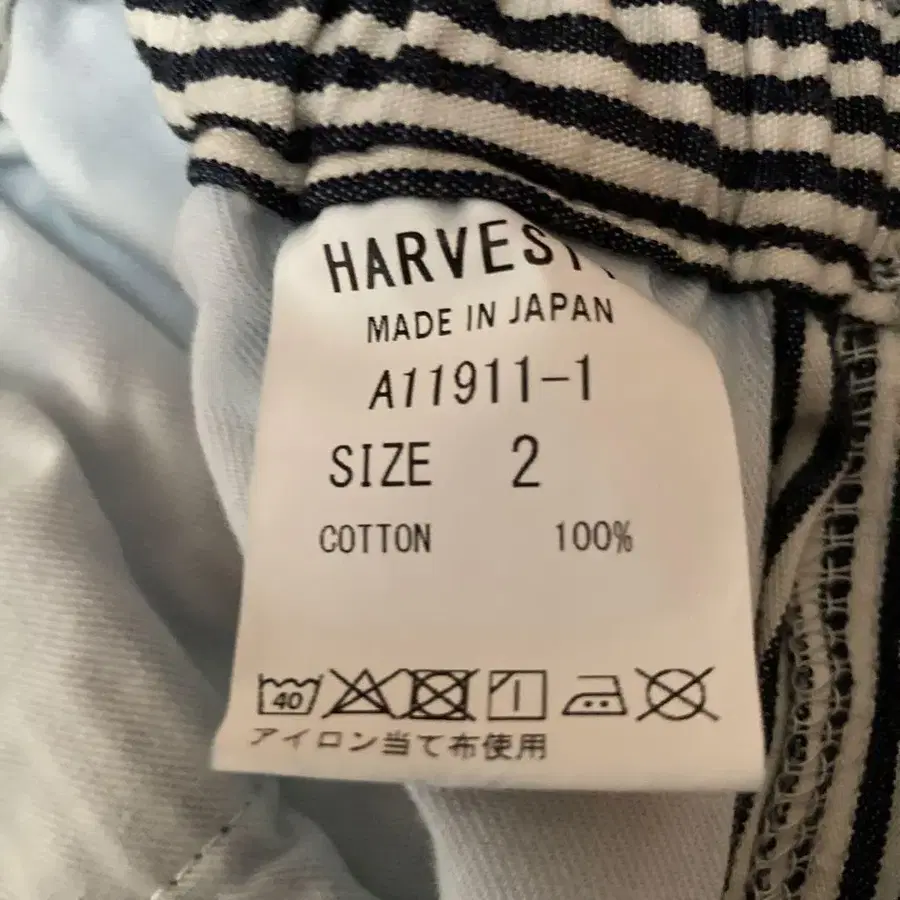 HARVESTY
MADE IN JAPAN
A11911-1
SIZE 2
COTTON 100%
40
アイロン当て布使用